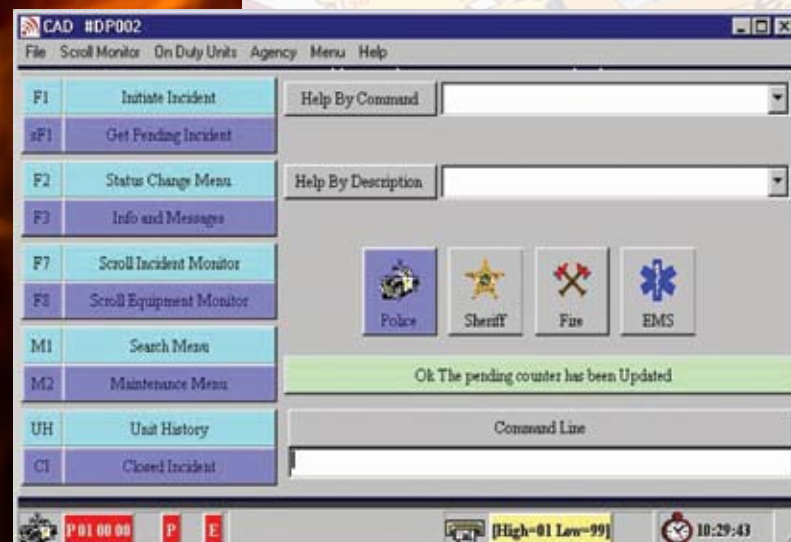 CAD #DP002
File Scroll Monitor On Duty Units Agency Menu Help
F1 Initiate Incident
sF1 Get Pending Incident
F2 Status Change Menu
F3 Info and Messages
F7 Scroll Incident Monitor
F8 Scroll Equipment Monitor
M1 Search Menu
M2 Maintenance Menu
UH Unit History
CI Closed Incident
Help By Command
Help By Description
Police Sheriff Fire EMS
Ok The pending counter has been Updated
Command Line
P 01 00 00 P E [High=01 Low=99] 10:29:43